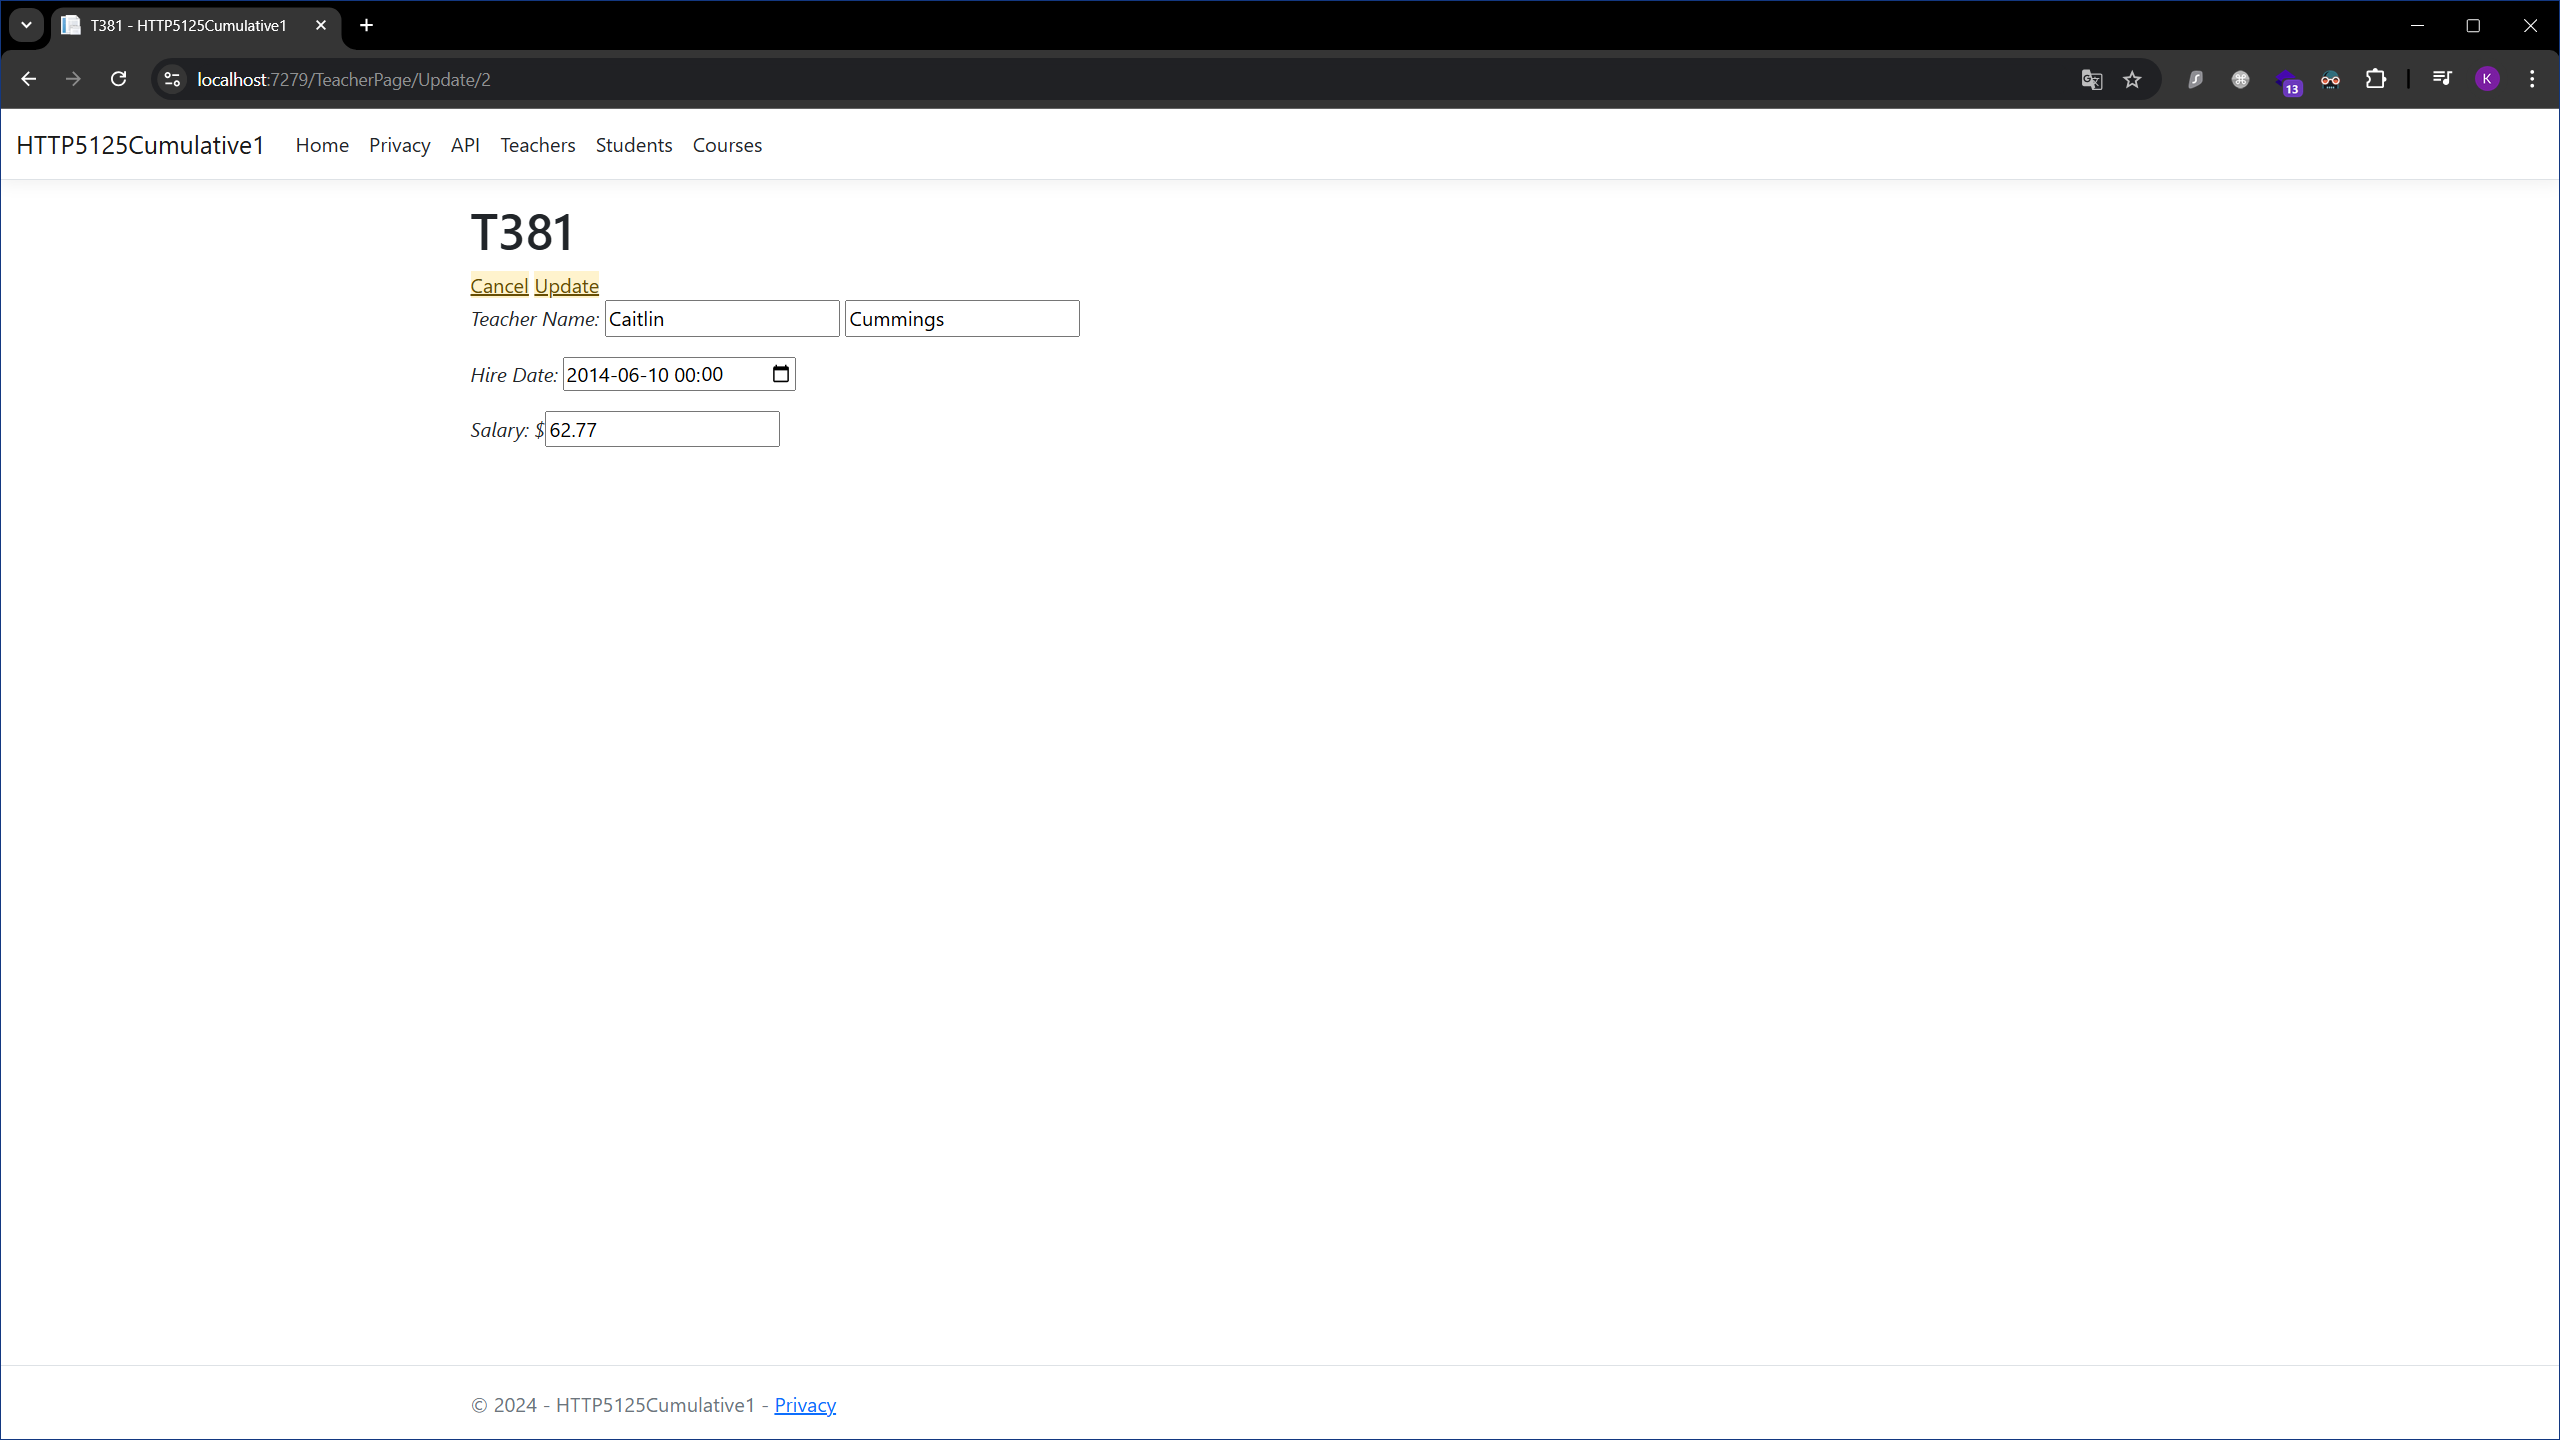 T381 - HTTP5125Cumulative1
localhost:7279/TeacherPage/Update/2
13
K
HTTP5125Cumulative1 Home Privacy API Teachers Students Courses
T381
Cancel Update
Teacher Name: Caitlin Cummings
Hire Date: 2014-06-10 00:00
Salary: $62.77
© 2024 - HTTP5125Cumulative1 - Privacy